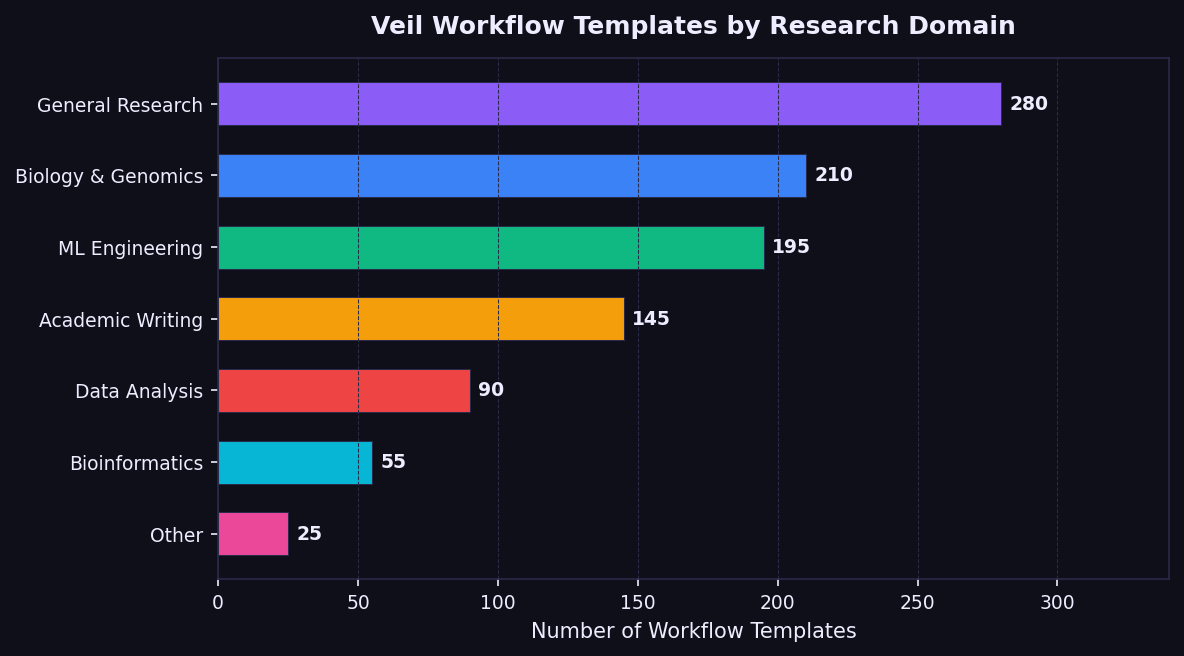 Veil Workflow Templates by Research Domain
General Research 280
Biology & Genomics 210
ML Engineering 195
Academic Writing 145
Data Analysis 90
Bioinformatics 55
Other 25
0 50 100 150 200 250 300
Number of Workflow Templates